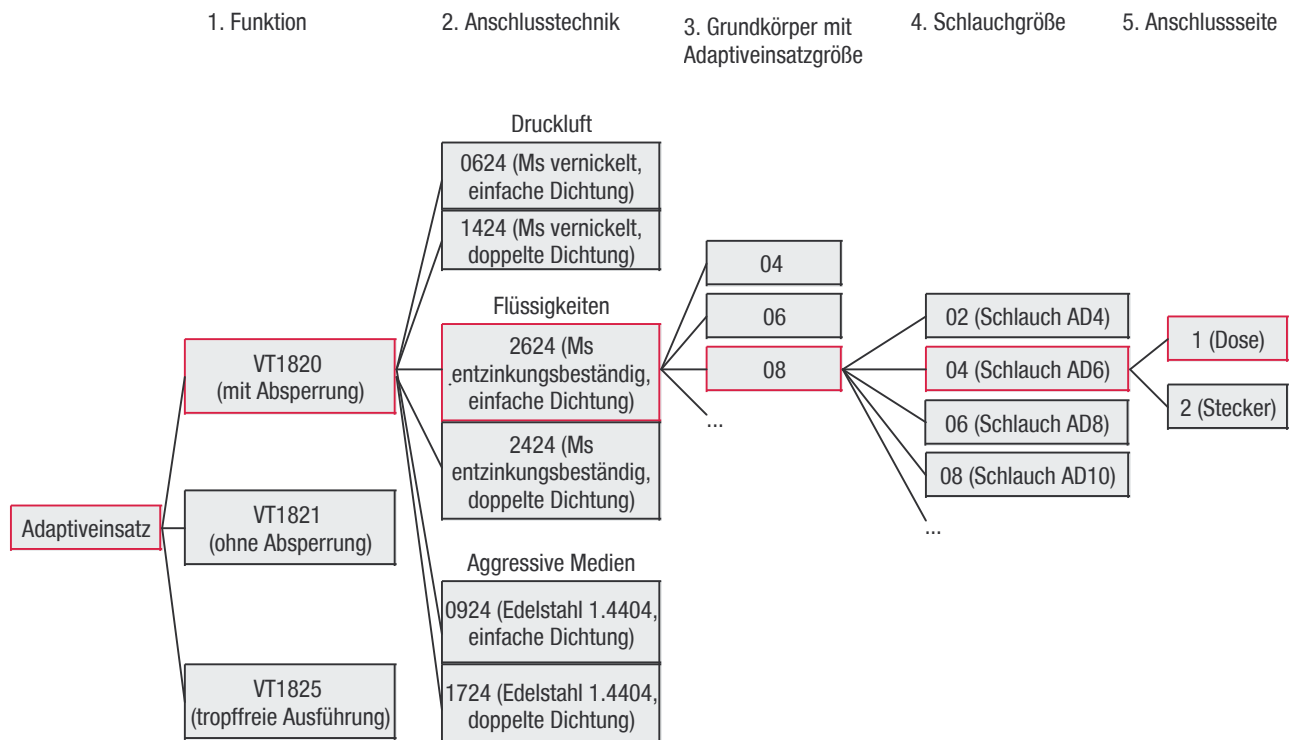 1. Funktion
2. Anschlusstechnik
3. Grundkörper mit
Adaptiveinsatzgröße
4. Schlauchgröße
5. Anschlussseite
Adaptiveinsatz
VT1820
(mit Absperrung)
VT1821
(ohne Absperrung)
VT1825
(tropffreie Ausführung)
Druckluft
0624 (Ms vernickelt,
einfache Dichtung)
1424 (Ms vernickelt,
doppelte Dichtung)
Flüssigkeiten
2624 (Ms
entzinkungsbeständig,
einfache Dichtung)
2424 (Ms
entzinkungsbeständig,
doppelte Dichtung)
Aggressive Medien
0924 (Edelstahl 1.4404,
einfache Dichtung)
1724 (Edelstahl 1.4404,
doppelte Dichtung)
04
06
08
...
02 (Schlauch AD4)
04 (Schlauch AD6)
06 (Schlauch AD8)
08 (Schlauch AD10)
...
1 (Dose)
2 (Stecker)